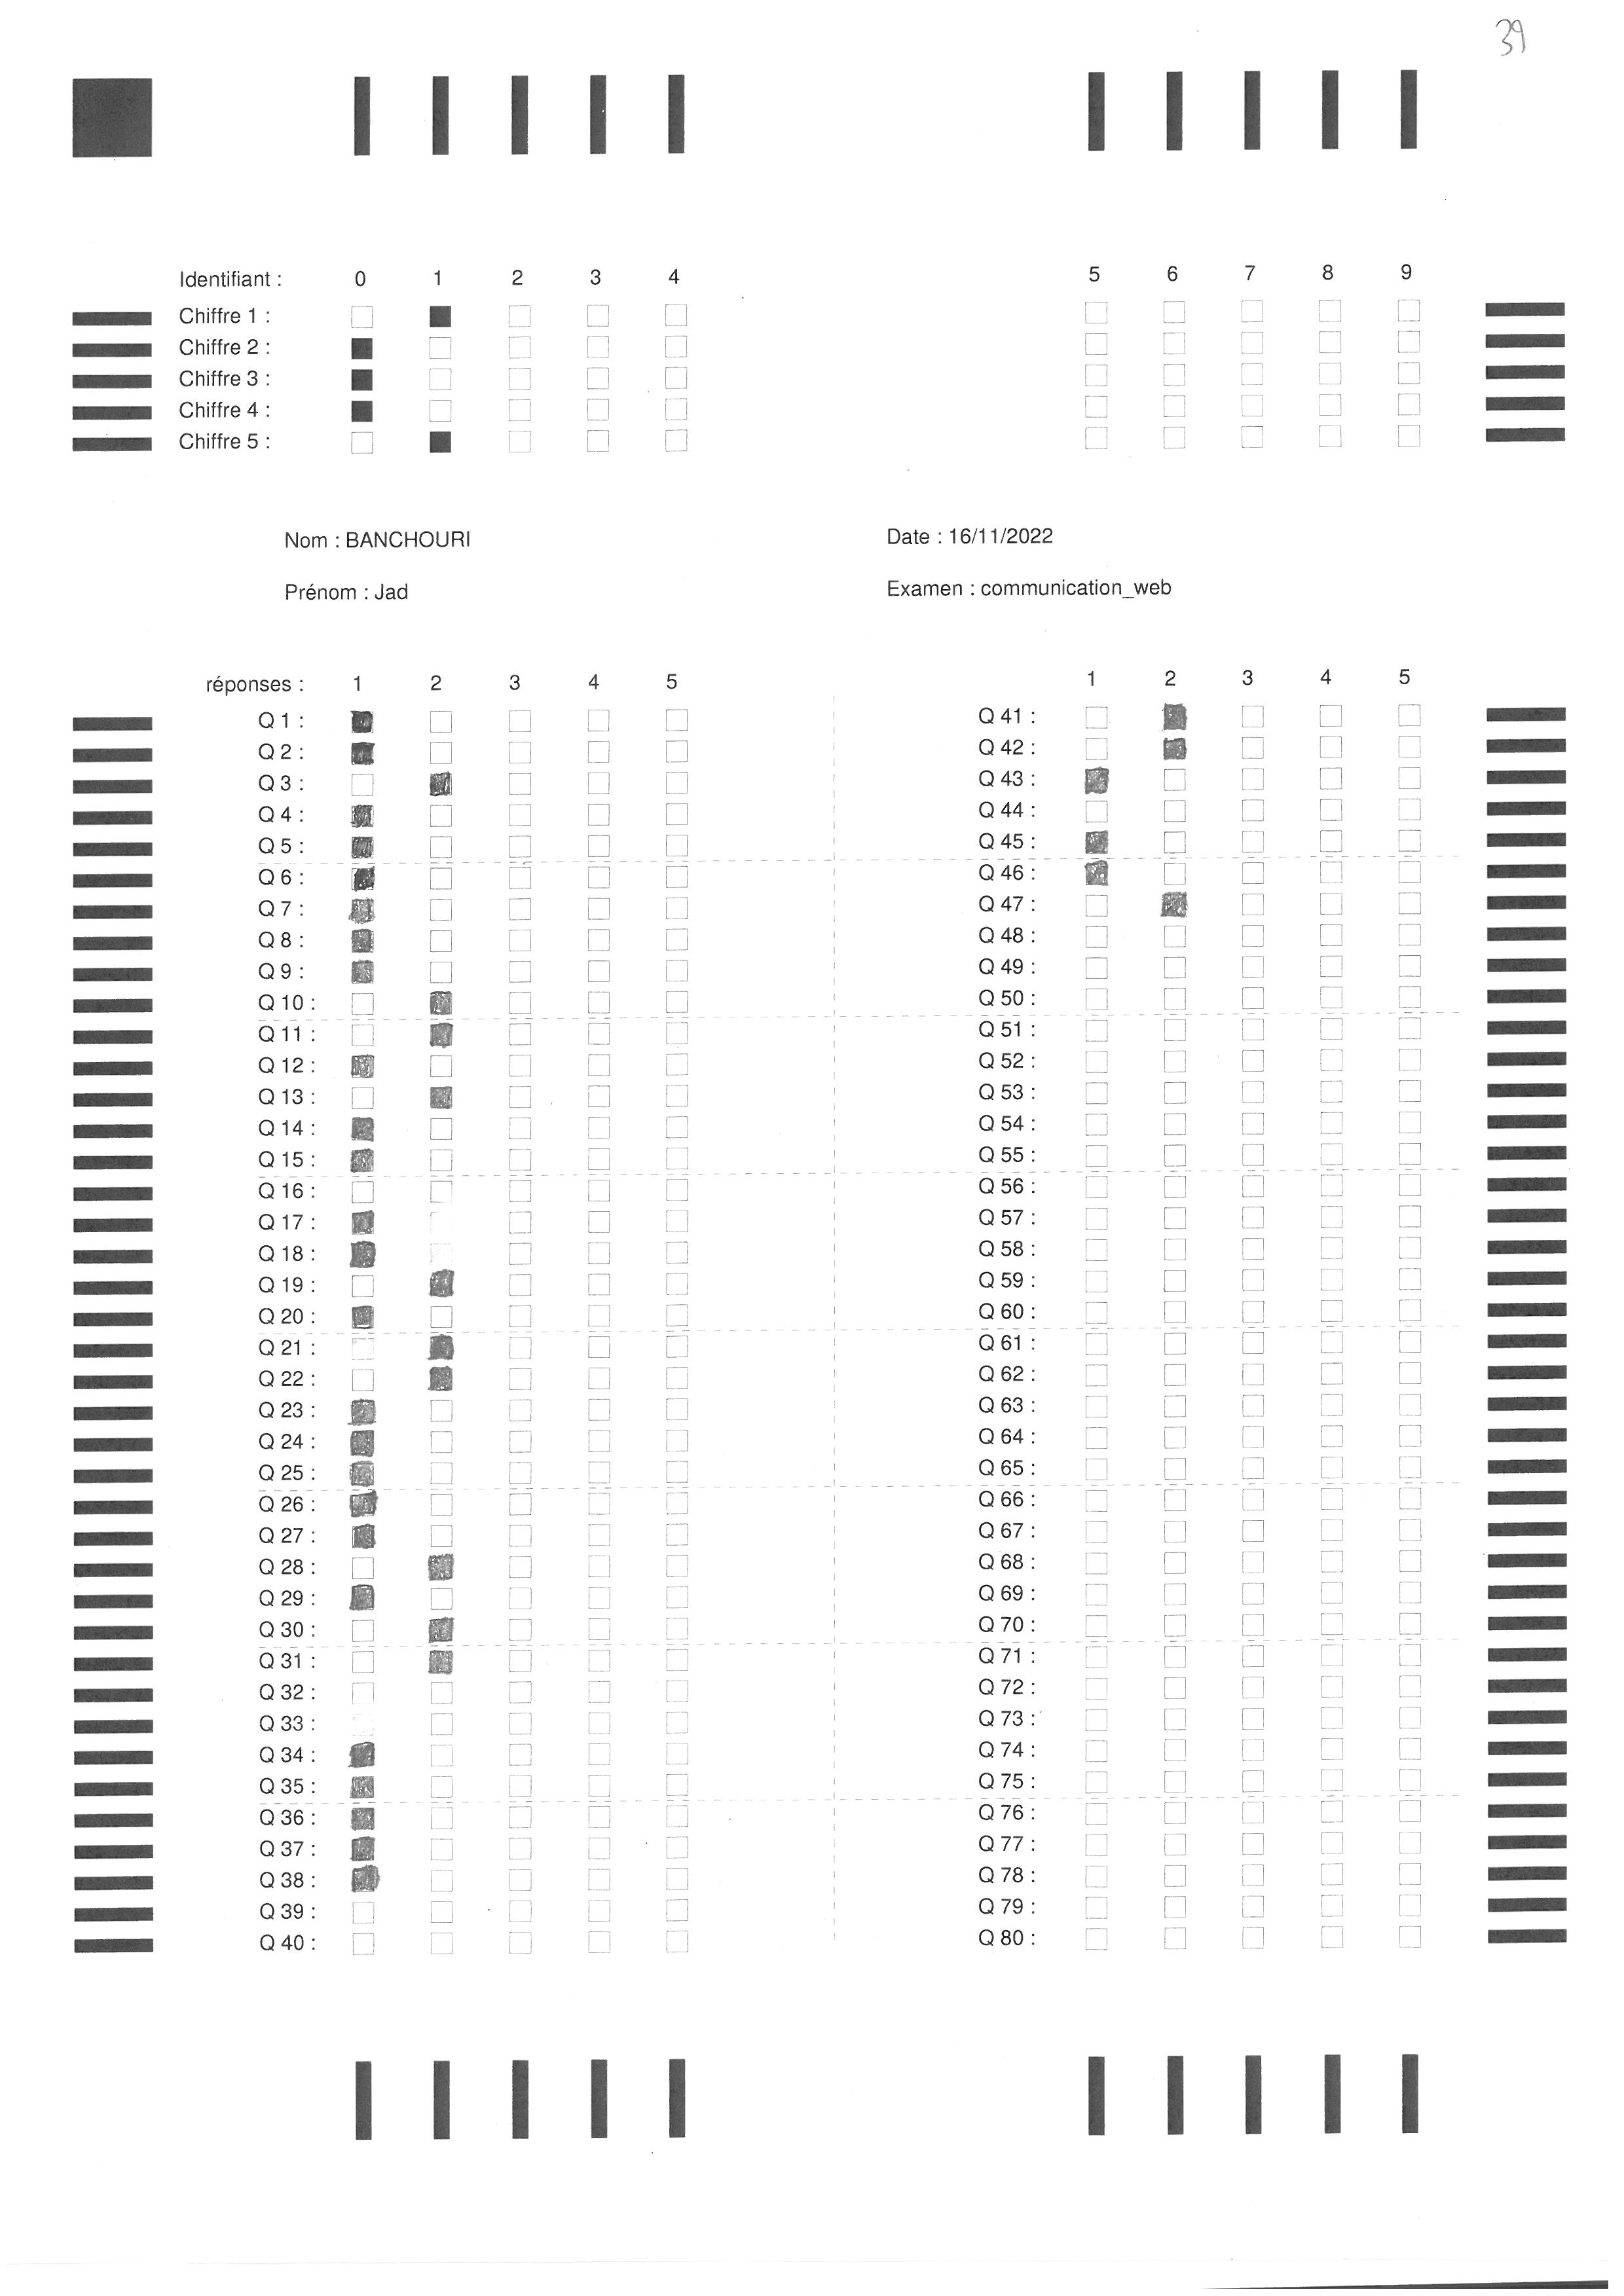 39
Identifiant : 0 1 2 3 4 5 6 7 8 9
Chiffre 1 :
Chiffre 2 :
Chiffre 3 :
Chiffre 4 :
Chiffre 5 :
Nom : BANCHOURI
Date : 16/11/2022
Prénom : Jad
Examen : communication_web
réponses : 1 2 3 4 5
Q 1 :
Q 2 :
Q 3 :
Q 4 :
Q 5 :
Q 6 :
Q 7 :
Q 8 :
Q 9 :
Q 10 :
Q 11 :
Q 12 :
Q 13 :
Q 14 :
Q 15 :
Q 16 :
Q 17 :
Q 18 :
Q 19 :
Q 20 :
Q 21 :
Q 22 :
Q 23 :
Q 24 :
Q 25 :
Q 26 :
Q 27 :
Q 28 :
Q 29 :
Q 30 :
Q 31 :
Q 32 :
Q 33 :
Q 34 :
Q 35 :
Q 36 :
Q 37 :
Q 38 :
Q 39 :
Q 40 :
1 2 3 4 5
Q 41 :
Q 42 :
Q 43 :
Q 44 :
Q 45 :
Q 46 :
Q 47 :
Q 48 :
Q 49 :
Q 50 :
Q 51 :
Q 52 :
Q 53 :
Q 54 :
Q 55 :
Q 56 :
Q 57 :
Q 58 :
Q 59 :
Q 60 :
Q 61 :
Q 62 :
Q 63 :
Q 64 :
Q 65 :
Q 66 :
Q 67 :
Q 68 :
Q 69 :
Q 70 :
Q 71 :
Q 72 :
Q 73 :
Q 74 :
Q 75 :
Q 76 :
Q 77 :
Q 78 :
Q 79 :
Q 80 :